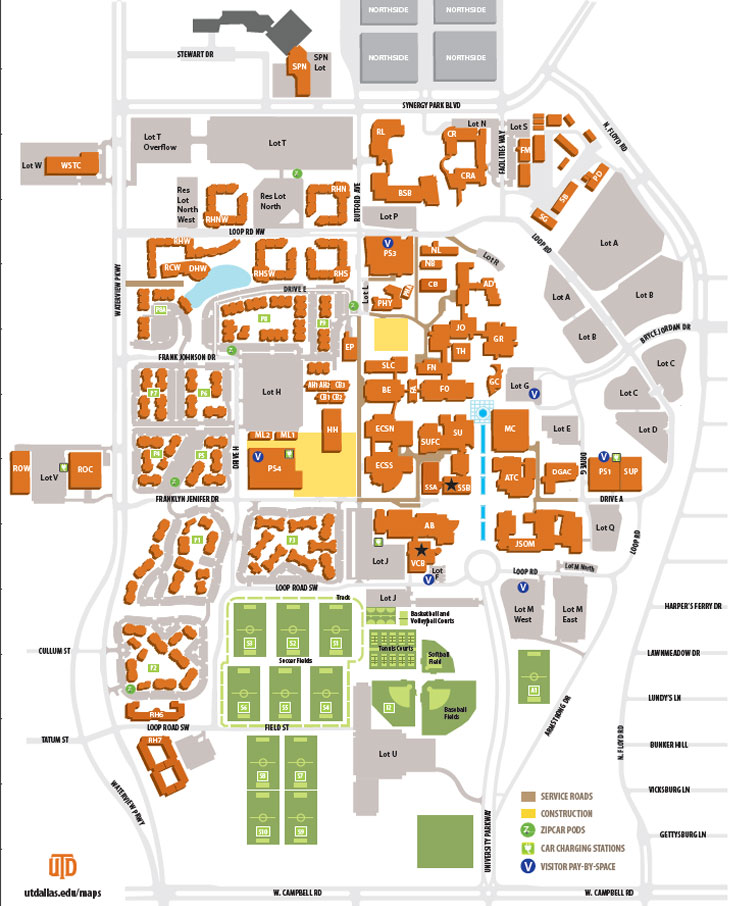 NORTHSIDE
NORTHSIDE
NORTHSIDE
NORTHSIDE
STEWART DR
SPN
SPN
Lot
SYNERGY PARK BLVD
N. FLOYD RD
Lot T
Overflow
Lot T
RL
CR
Lot N
Lot S
FACILITIES WAY
FM
Lot W
WSTC
BSB
CRA
PD
SB
SG
Res
Lot
North
West
RHNW
Res Lot
North
RHN
RUTFORD AVE
Lot P
LOOP RD NW
LOOP RD
Lot A
RHW
RCW
DHW
RHSW
RHS
V
PS3
NL
NB
Lot R
CB
AD
WATERVIEW PKWY
DRIVE E
Lot L
PHY
Lot A
Lot B
P8A
P8
P9
JO
GR
TH
Lot B
BRYCE JORDAN DR
EP
FRANK JOHNSON DR
SLC
FN
Lot C
P7
P6
Lot H
AH1
AH2
CB3
CB1
CB2
BE
FO
GC
Lot G
V
Lot C
ML2
ML1
HH
ECSN
SUFC
SU
MC
Lot E
Lot D
P4
P5
DRIVE H
V
PS4
ECSS
SSA
SSB
ATC
DGAC
DRIVE G
V
PS1
SUP
ROW
Lot V
ROC
FRANKLYN JENIFER DR
DRIVE A
P1
P3
AB
VCB
Lot J
JSOM
Lot Q
LOOP RD
Lot
F
V
LOOP RD
Lot M North
LOOP ROAD SW
Track
Lot J
V
Lot M
West
Lot M
East
HARPER'S FERRY DR
Basketball and
Volleyball Courts
S3
S2
S1
Tennis Courts
Softball
Field
CULLUM ST
P2
Soccer Fields
LAWNMEADOW DR
S6
S5
S4
Baseball
Fields
LUNDY'S LN
RH6
ARMSTRONG DR
LOOP ROAD SW
FIELD ST
TATUM ST
RH7
N. FLOYD RD
BUNKER HILL
Lot U
S8
S7
WATERVIEW PKWY
VICKSBURG LN
S10
S9
UNIVERSITY PARKWAY
SERVICE ROADS
CONSTRUCTION
ZIPCAR PODS
CAR CHARGING STATIONS
V
VISITOR PAY-BY-SPACE
GETTYSBURG LN
UTD
utdallas.edu/maps
W. CAMPBELL RD
W. CAMPBELL RD